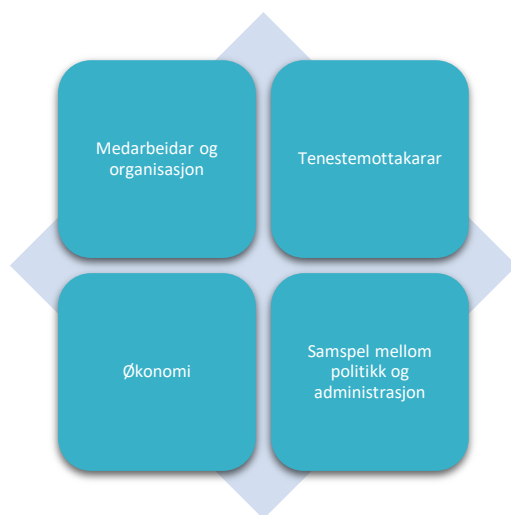 Medarbeidar og
organisasjon
Tenestemottakarar
Økonomi
Samspel mellom
politikk og
administrasjon